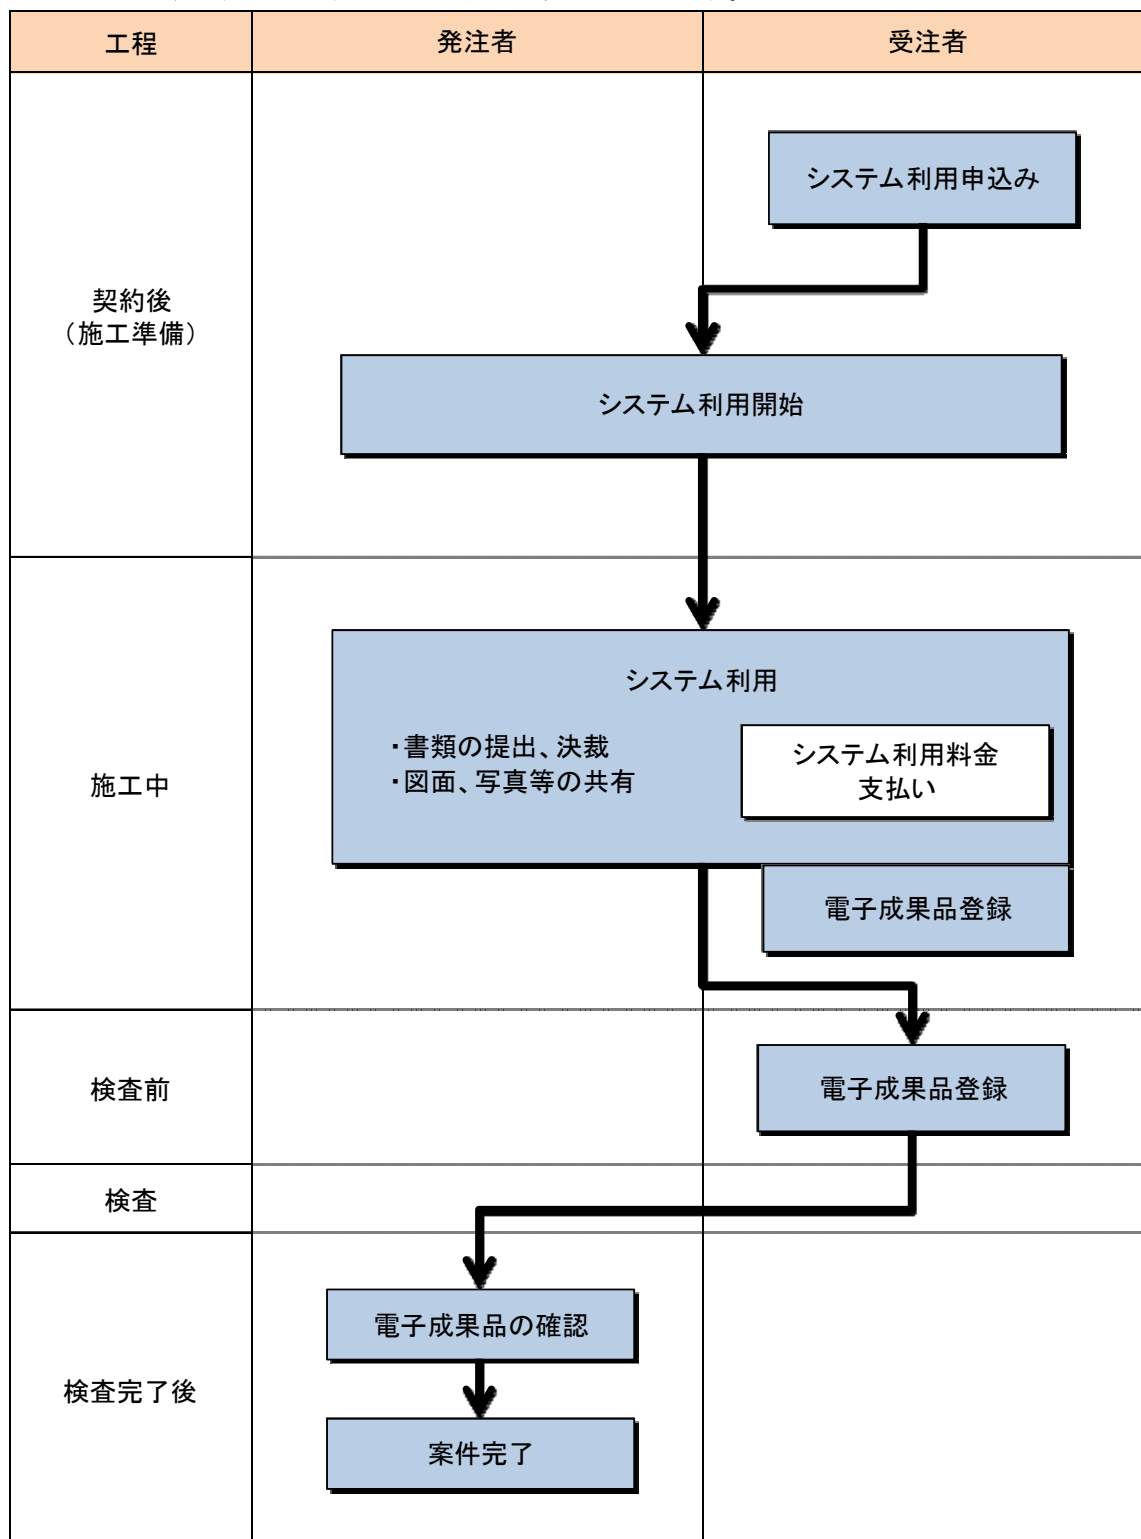 工程
発注者
受注者
契約後
（施工準備）
システム利用申込み
システム利用開始
施工中
システム利用
・書類の提出、決裁
・図面、写真等の共有
システム利用料金
支払い
電子成果品登録
検査前
電子成果品登録
検査
検査完了後
電子成果品の確認
案件完了